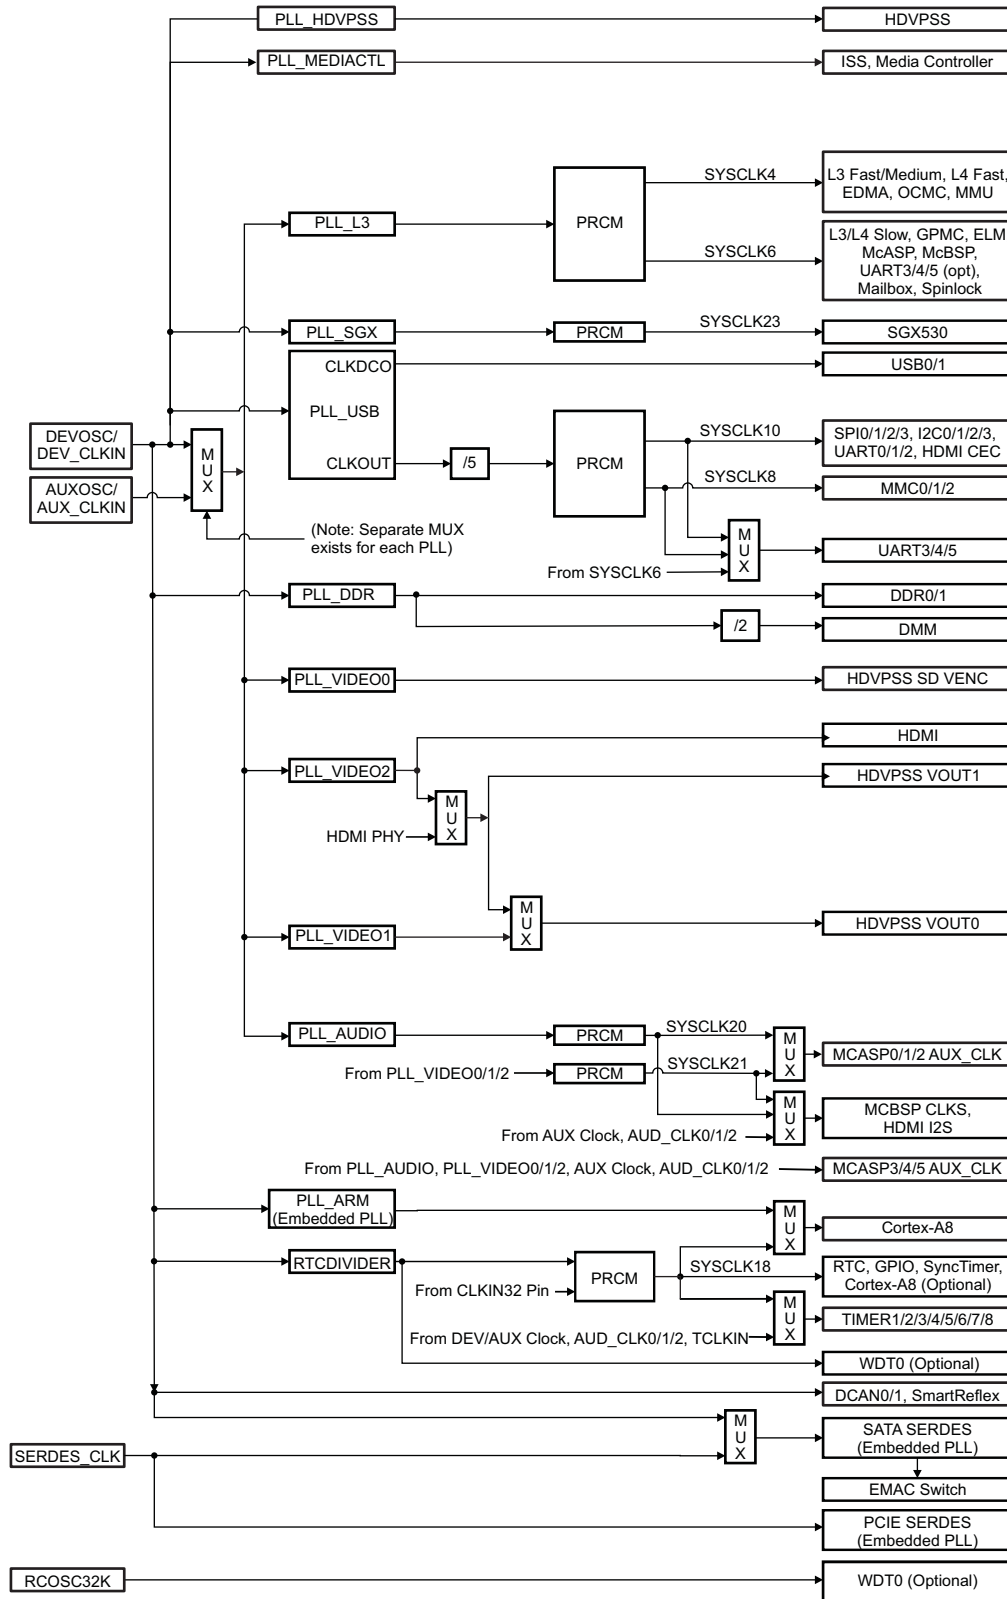 PLL_HDVPSS
HDVPSS
PLL_MEDIACTL
ISS, Media Controller
SYSCLK4
L3 Fast/Medium, L4 Fast,
EDMA, OCMC, MMU
PLL_L3
PRCM
SYSCLK6
L3/L4 Slow, GPMC, ELM
McASP, McBSP,
UART3/4/5 (opt),
Mailbox, Spinlock
PLL_SGX
PRCM
SYSCLK23
SGX530
CLKDCO
USB0/1
PLL_USB
CLKOUT
/5
PRCM
SYSCLK10
SPI0/1/2/3, I2C0/1/2/3,
UART0/1/2, HDMI CEC
SYSCLK8
MMC0/1/2
DEVOSC/
DEV_CLKIN
AUXOSC/
AUX_CLKIN
M
U
X
(Note: Separate MUX
exists for each PLL)
From SYSCLK6
M
U
X
UART3/4/5
PLL_DDR
DDR0/1
/2
DMM
PLL_VIDEO0
HDVPSS SD VENC
HDMI
PLL_VIDEO2
HDVPSS VOUT1
HDMI PHY
M
U
X
M
U
X
HDVPSS VOUT0
PLL_VIDEO1
PLL_AUDIO
PRCM
SYSCLK20
M
U
X
MCASP0/1/2 AUX_CLK
From PLL_VIDEO0/1/2
PRCM
SYSCLK21
M
U
X
MCBSP CLKS,
HDMI I2S
From AUX Clock, AUD_CLK0/1/2
From PLL_AUDIO, PLL_VIDEO0/1/2, AUX Clock, AUD_CLK0/1/2
MCASP3/4/5 AUX_CLK
PLL_ARM
(Embedded PLL)
M
U
X
Cortex-A8
RTCDIVIDER
PRCM
SYSCLK18
RTC, GPIO, SyncTimer,
Cortex-A8 (Optional)
From CLKIN32 Pin
M
U
X
TIMER1/2/3/4/5/6/7/8
From DEV/AUX Clock, AUD_CLK0/1/2, TCLKIN
WDT0 (Optional)
DCAN0/1, SmartReflex
M
U
X
SATA SERDES
(Embedded PLL)
SERDES_CLK
EMAC Switch
PCIE SERDES
(Embedded PLL)
RCOSC32K
WDT0 (Optional)